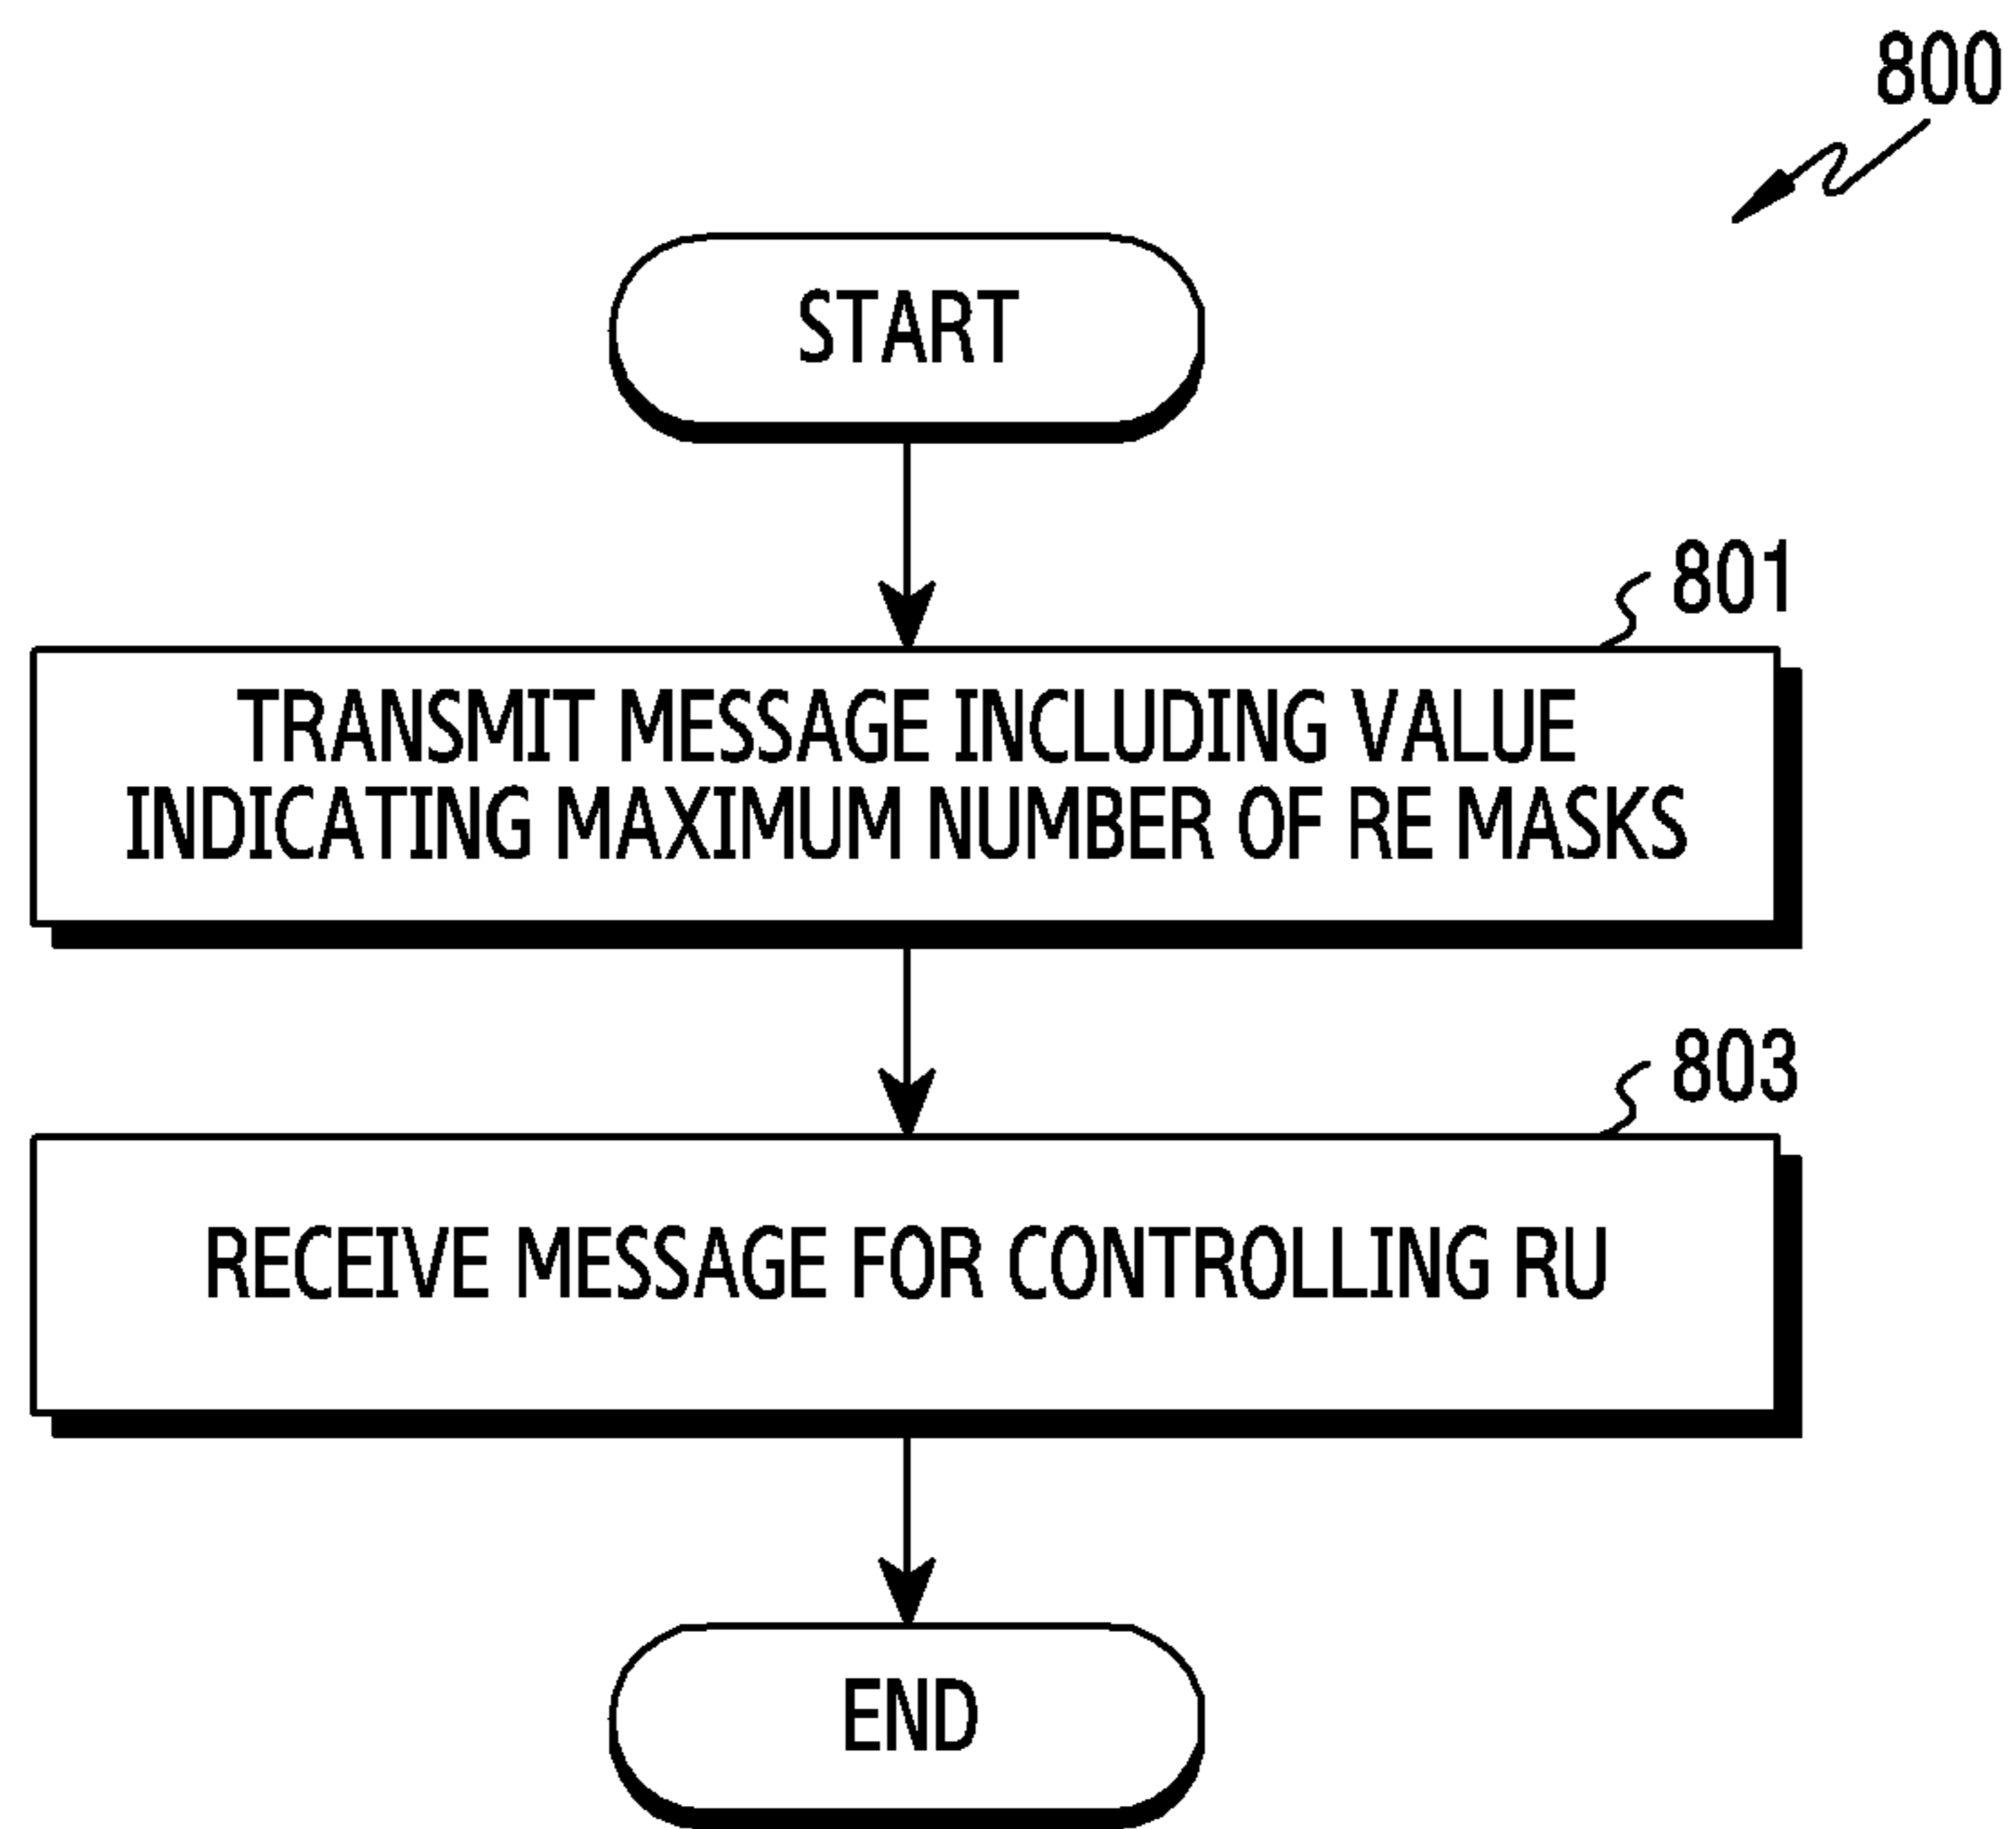 800
START
801
TRANSMIT MESSAGE INCLUDING VALUE
INDICATING MAXIMUM NUMBER OF RE MASKS
803
RECEIVE MESSAGE FOR CONTROLLING RU
END